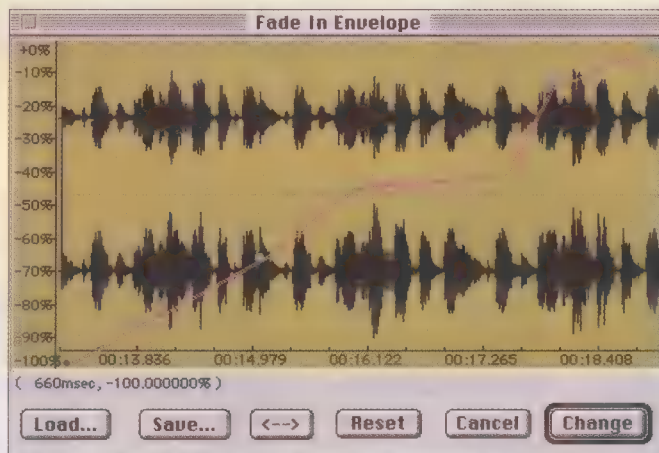 Fade In Envelope
+0%
-10%
-20%
-30%
-40%
-50%
-60%
-70%
-80%
-90%
-100%
00:13.836 00:14.979 00:16.122 00:17.265 00:18.408
( 660msec, -100.000000% )
Load... Save... <--> Reset Cancel Change